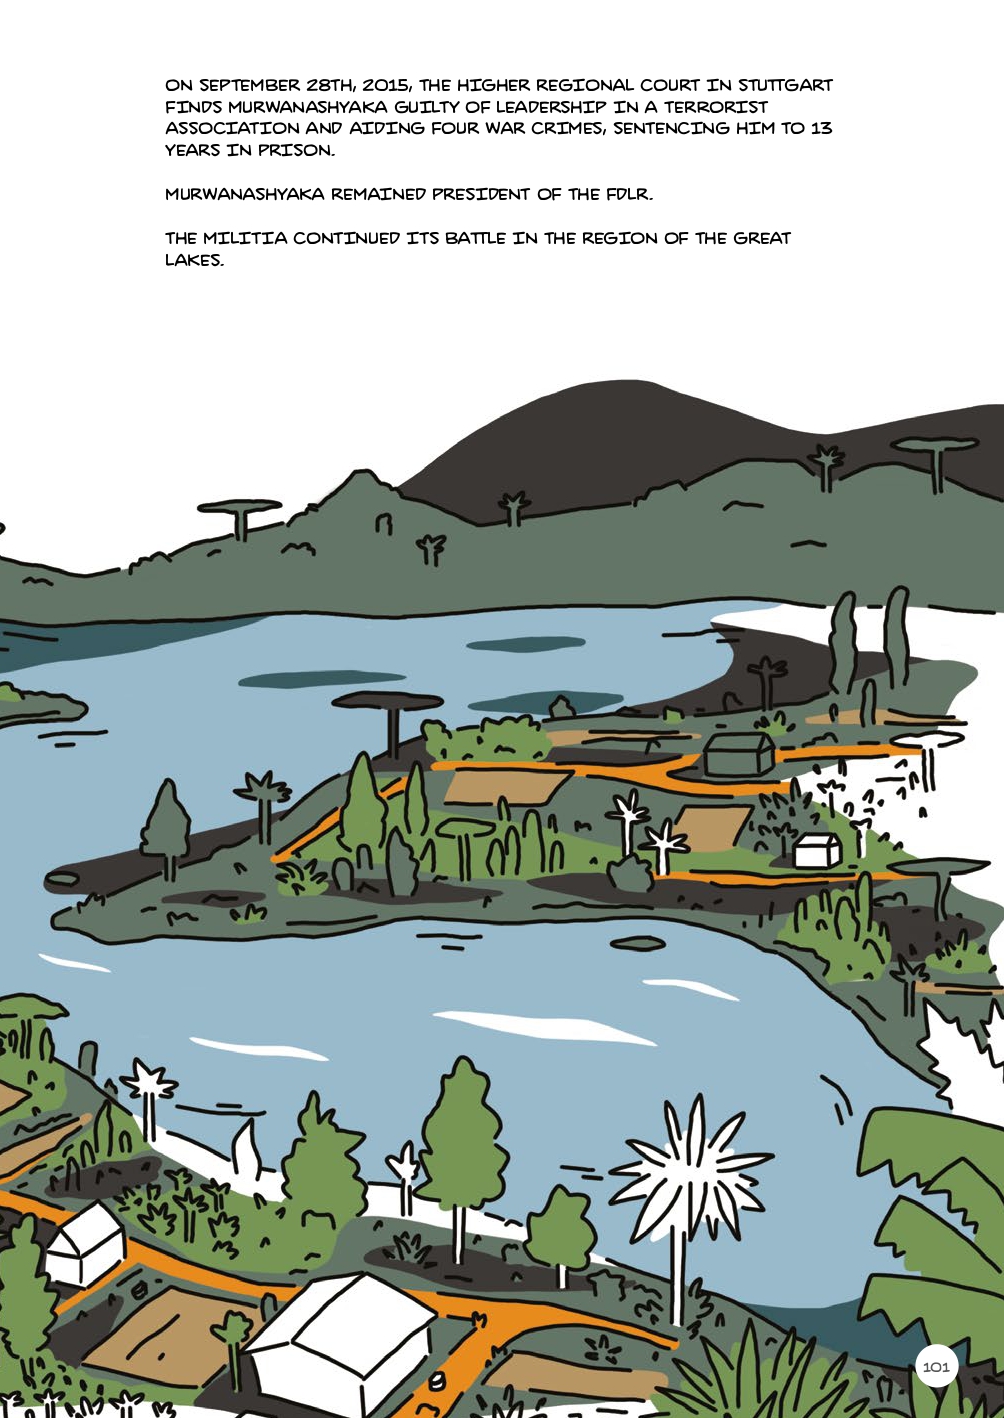 ON SEPTEMBER 28TH, 2015, THE HIGHER REGIONAL COURT IN STUTTGART
FINDS MURWANASHYAKA GUILTY OF LEADERSHIP IN A TERRORIST
ASSOCIATION AND AIDING FOUR WAR CRIMES, SENTENCING HIM TO 13
YEARS IN PRISON.
MURWANASHYAKA REMAINED PRESIDENT OF THE FDLR.
THE MILITIA CONTINUED ITS BATTLE IN THE REGION OF THE GREAT
LAKES.
101